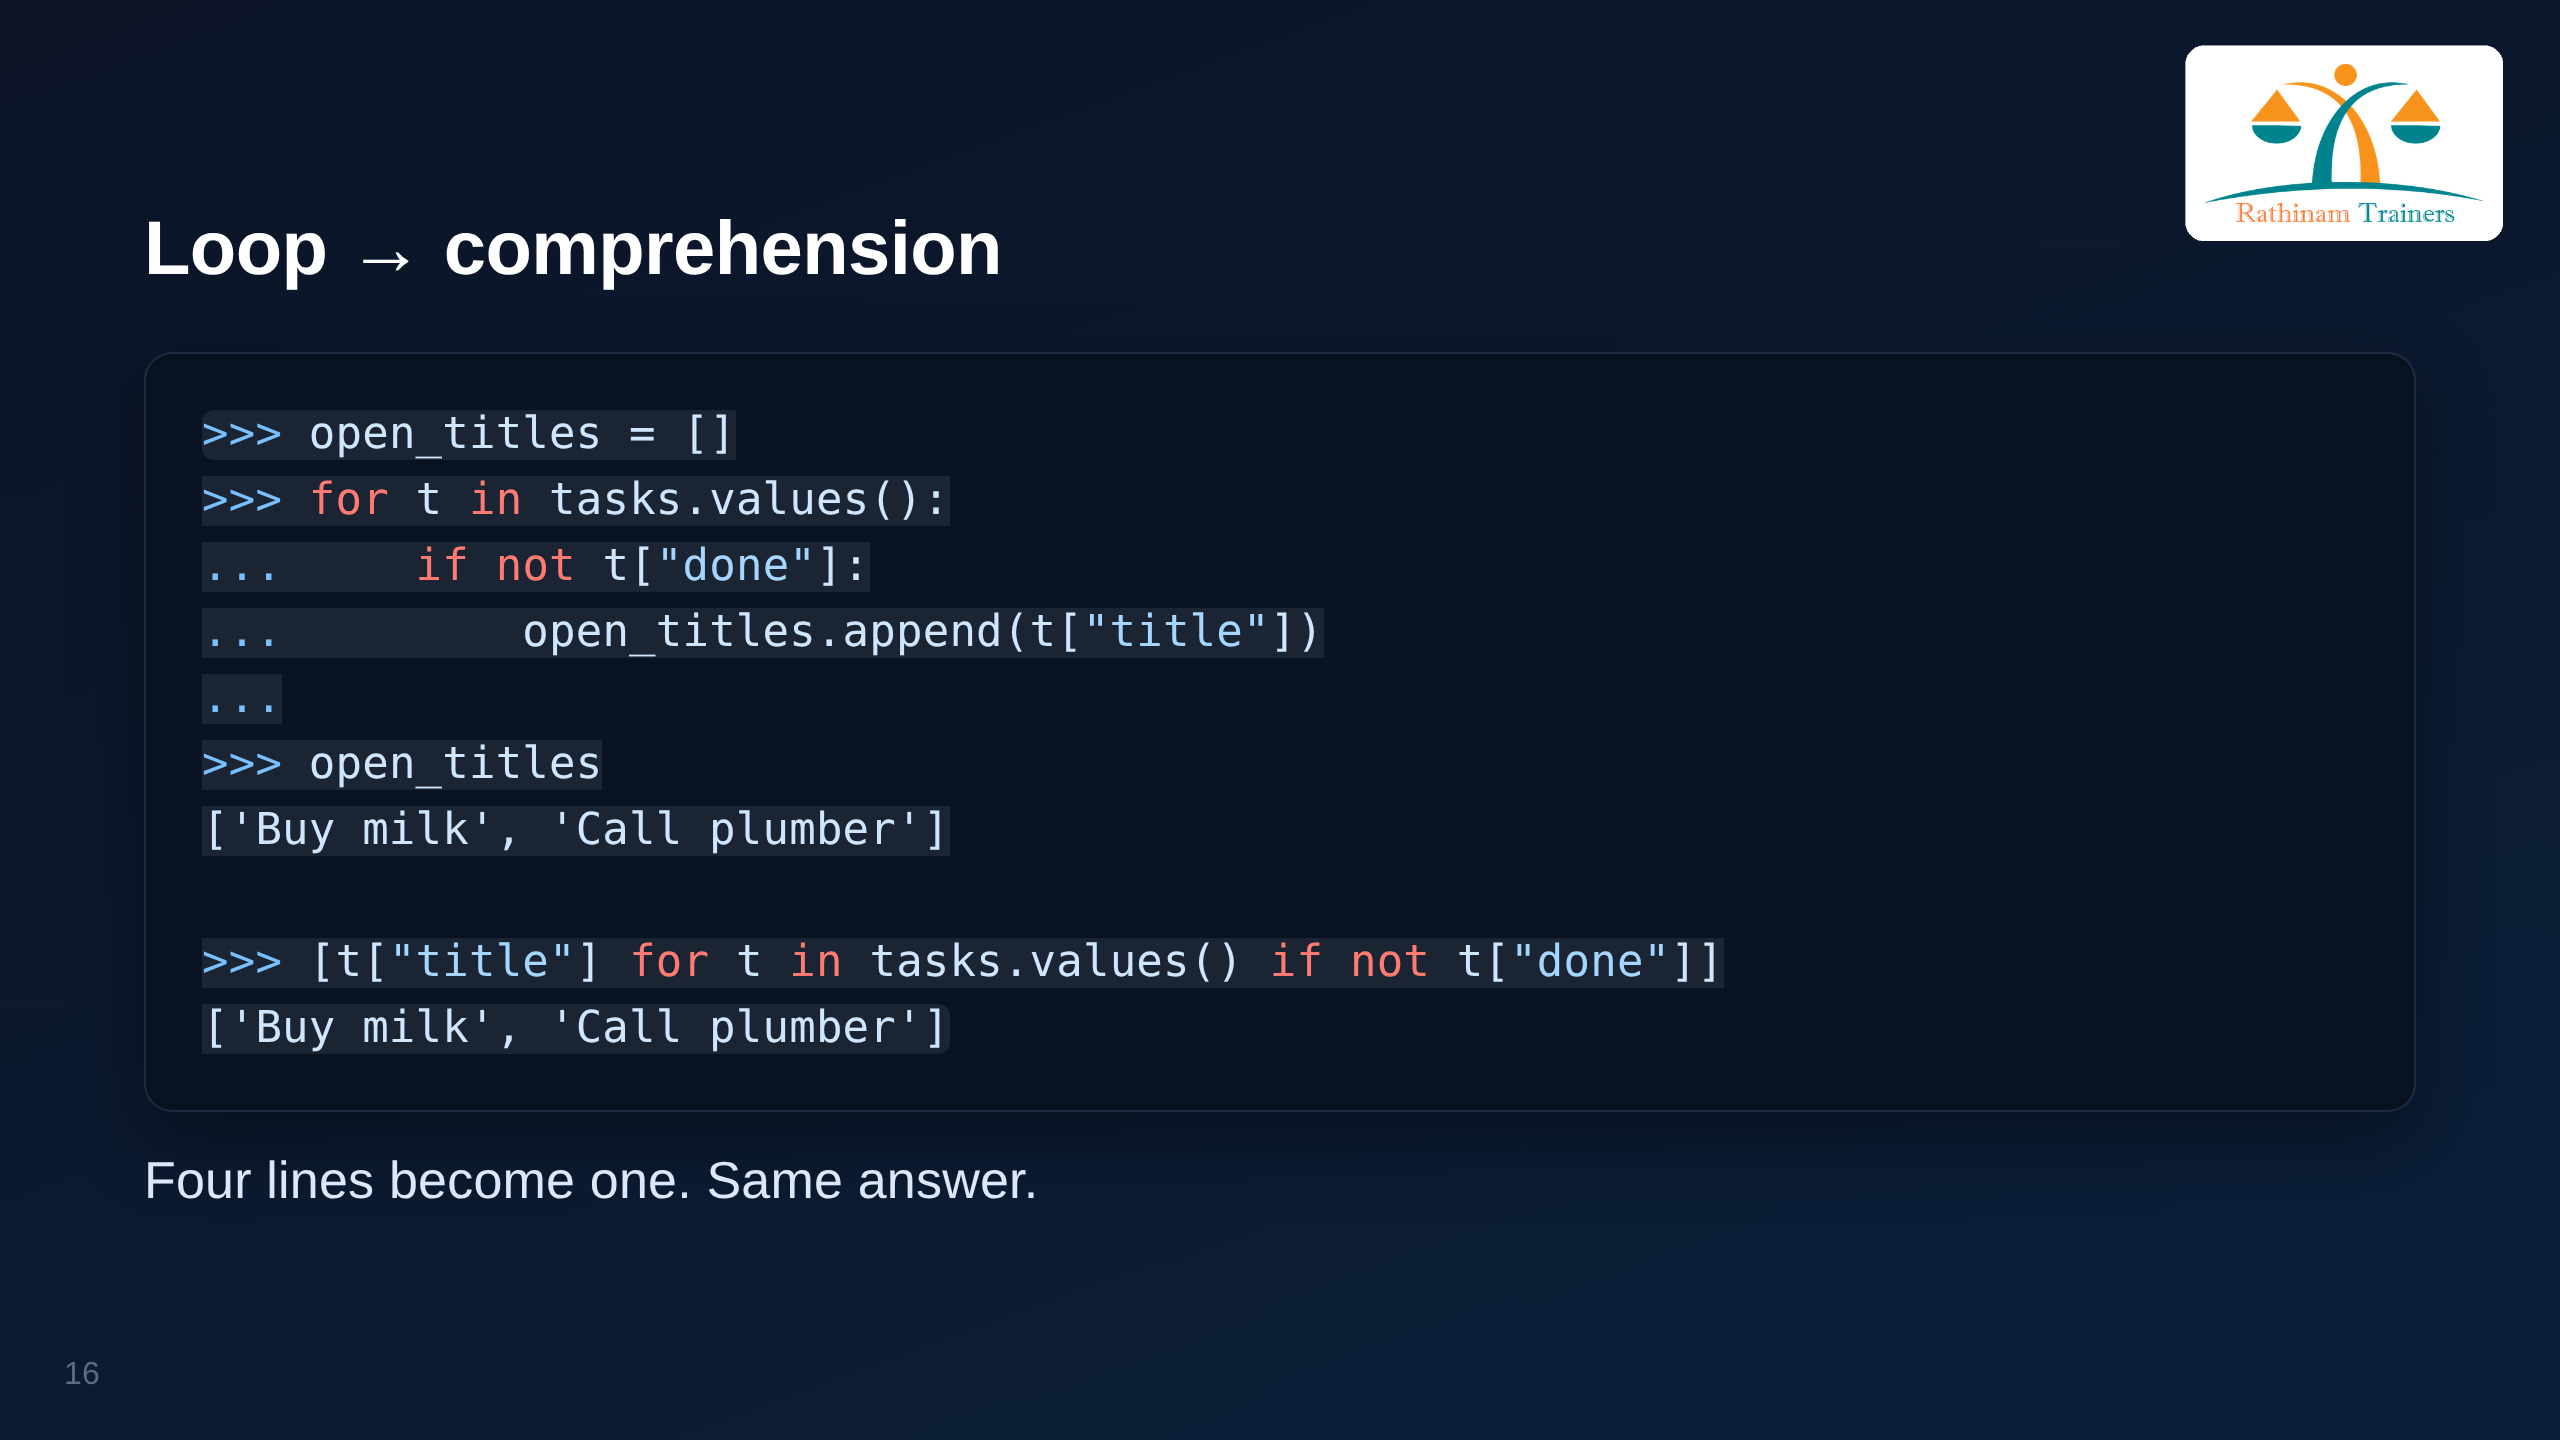 Rathinam Trainers
Loop → comprehension
>>> open_titles = []
>>> for t in tasks.values():
...     if not t["done"]:
...         open_titles.append(t["title"])
...
>>> open_titles
['Buy milk', 'Call plumber']

>>> [t["title"] for t in tasks.values() if not t["done"]]
['Buy milk', 'Call plumber']
Four lines become one. Same answer.
16